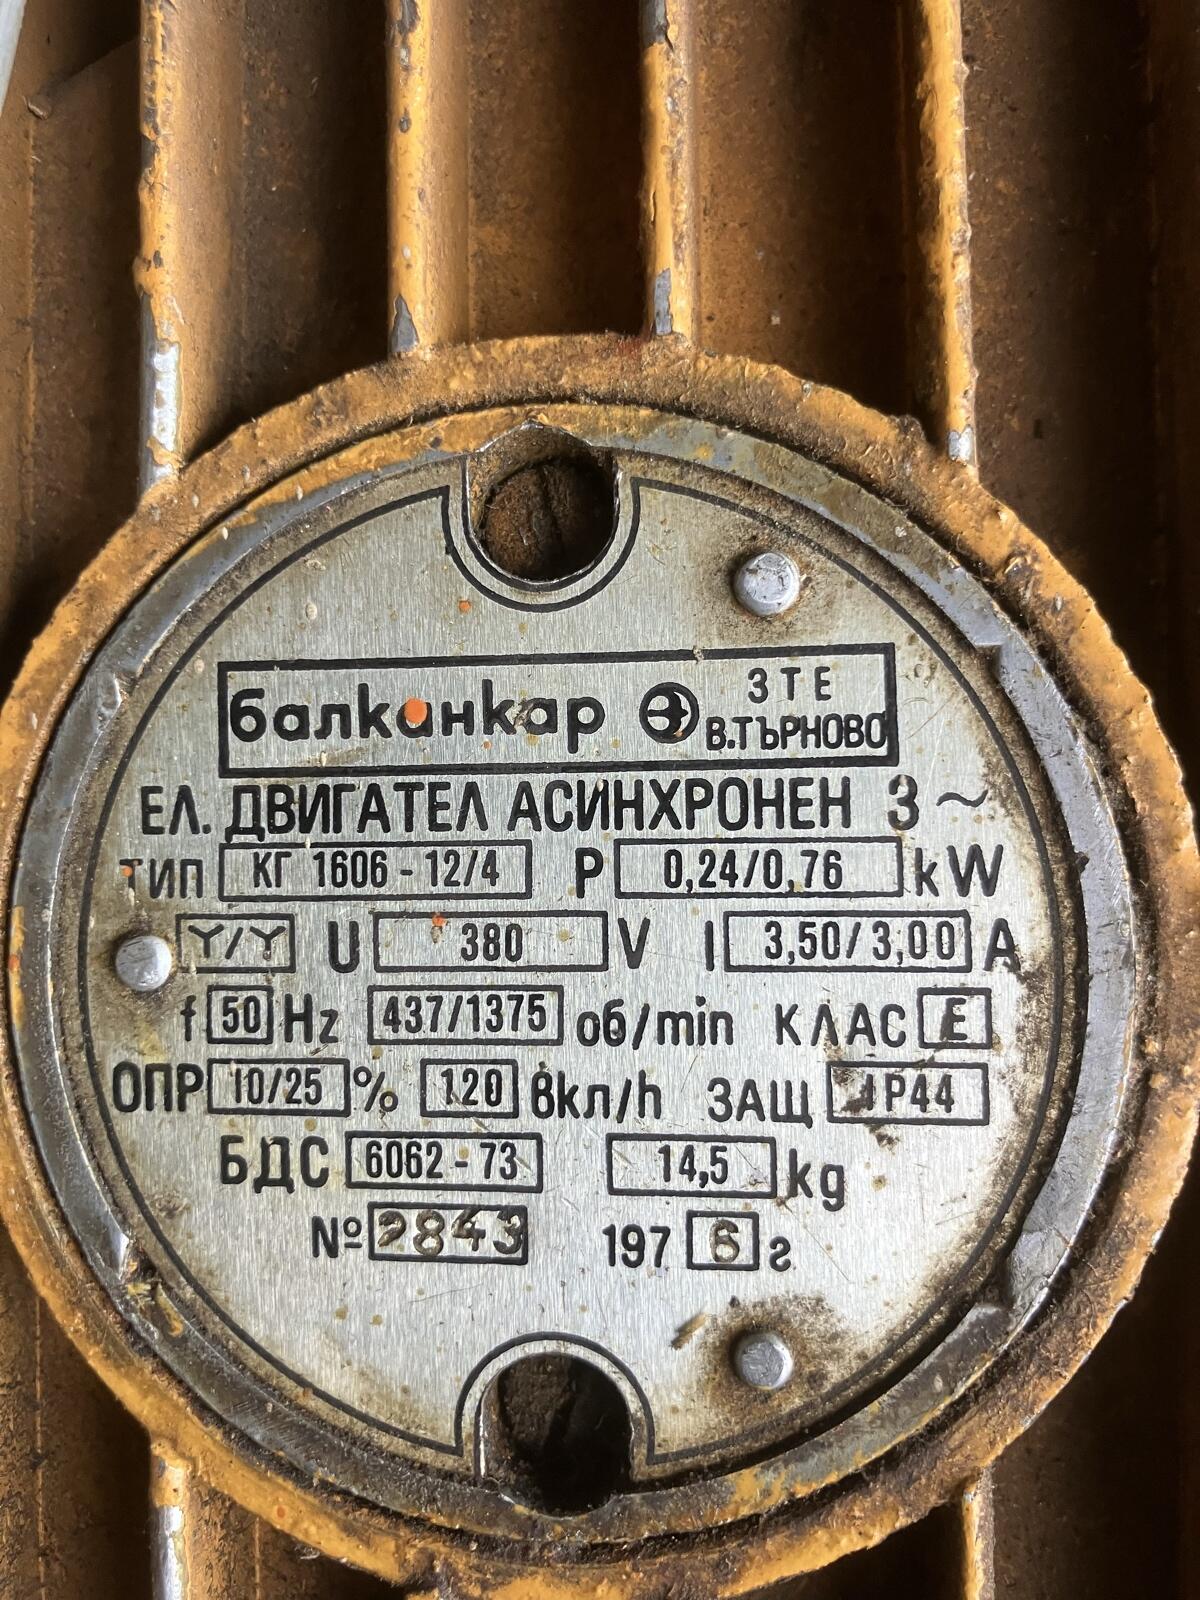 балканкар ЗТЕ
В.ТЪРНОВО
ЕЛ. ДВИГАТЕЛ АСИНХРОНЕН 3~
ТИП КГ 1606 - 12/4 P 0,24/0,76 kW
Y/Y U 380 V I 3,50/3,00 A
f 50 Hz 437/1375 об/min КЛАС E
ОПР 10/25 % 120 вкл/h ЗАЩ IP44
БДС 6062 - 73 14,5 kg
№ 2843 1976 г